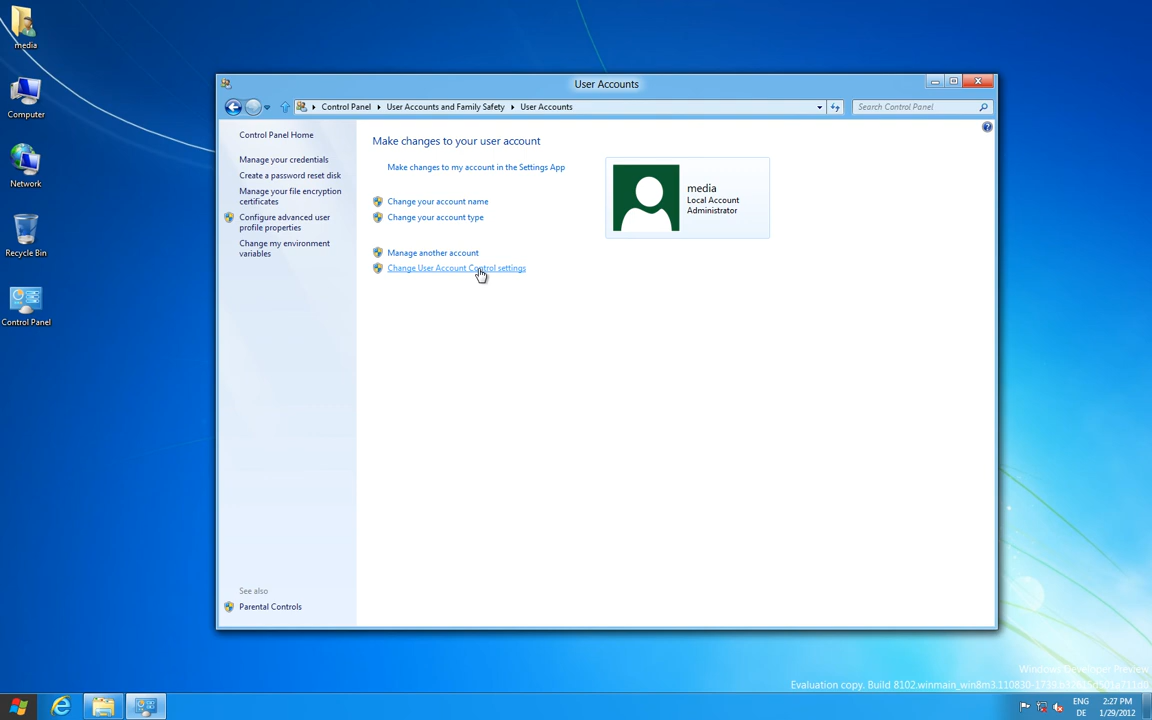 media
Computer
Network
Recycle Bin
Control Panel
User Accounts
Control Panel
User Accounts and Family Safety
User Accounts
Search Control Panel
Control Panel Home
Manage your credentials
Create a password reset disk
Manage your file encryption
certificates
Configure advanced user
profile properties
Change my environment
variables
See also
Parental Controls
Make changes to your user account
Make changes to my account in the Settings App
Change your account name
Change your account type
Manage another account
Change User Account Control settings
media
Local Account
Administrator
Windows Developer Preview
Evaluation copy. Build 8102.winmain_win8m3.110830-1739
ENG
DE
2:27 PM
1/29/2012